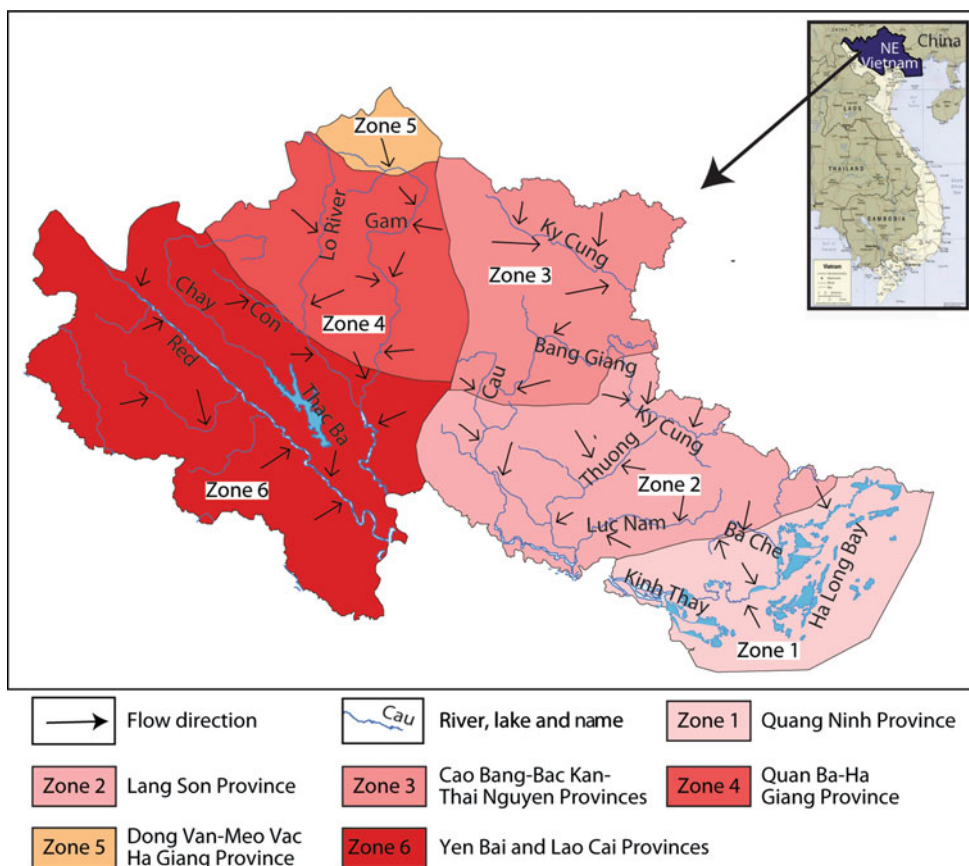 Zone 5
Lo River
Gam
Ky Cung
Zone 3
Chay
Con
Zone 4
Red
Bang Giang
Cau
Thac Ba
Ky Cung
Thuong
Zone 2
Zone 6
Luc Nam
Ba Che
Kinh Thay
Ha Long Bay
Zone 1
China
NE
Vietnam
LAOS
THAILAND
CAMBODIA
Vietnam
Flow direction
Cau
River, lake and name
Zone 1
Quang Ninh Province
Zone 2
Lang Son Province
Zone 3
Cao Bang-Bac Kan-
Thai Nguyen Provinces
Zone 4
Quan Ba-Ha
Giang Province
Zone 5
Dong Van-Meo Vac
Ha Giang Province
Zone 6
Yen Bai and Lao Cai Provinces